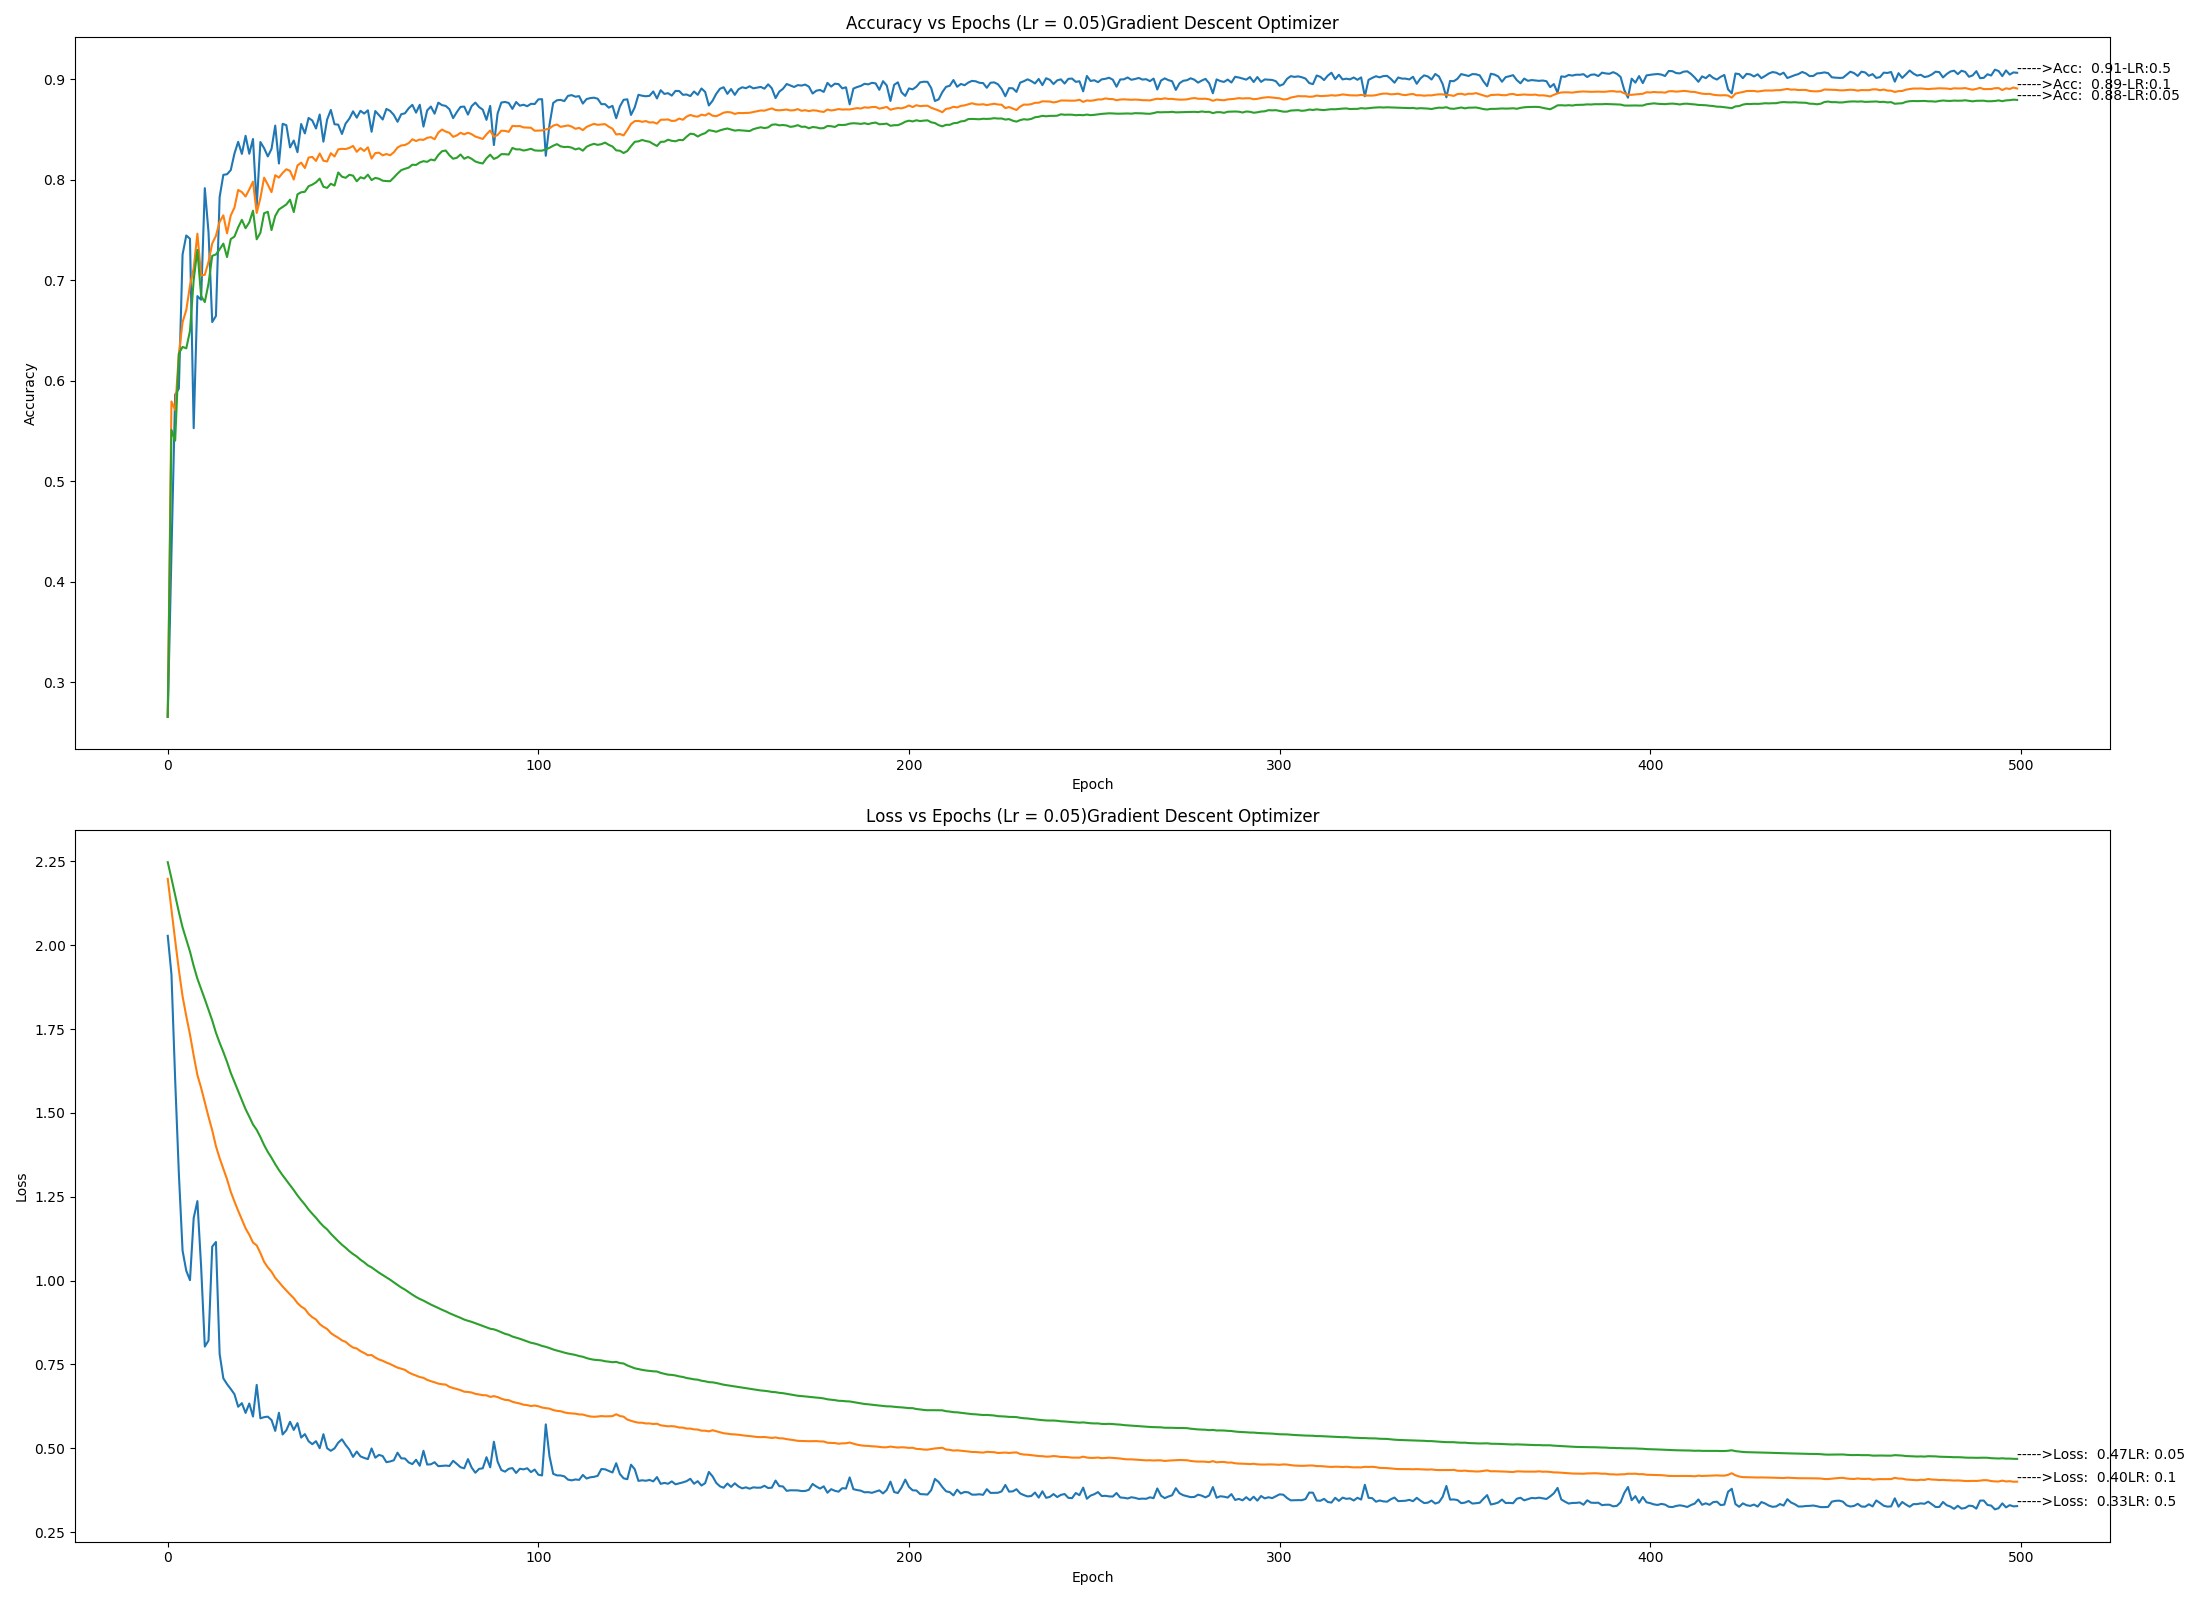 Accuracy vs Epochs (Lr = 0.05)Gradient Descent Optimizer
0.9
0.8
0.7
0.6
0.5
0.4
0.3
Accuracy
----->Acc:  0.91-LR:0.5
----->Acc:  0.89-LR:0.1
----->Acc:  0.88-LR:0.05
0 100 200 300 400 500
Epoch
Loss vs Epochs (Lr = 0.05)Gradient Descent Optimizer
2.25
2.00
1.75
1.50
1.25
1.00
0.75
0.50
0.25
Loss
----->Loss:  0.47LR: 0.05
----->Loss:  0.40LR: 0.1
----->Loss:  0.33LR: 0.5
0 100 200 300 400 500
Epoch